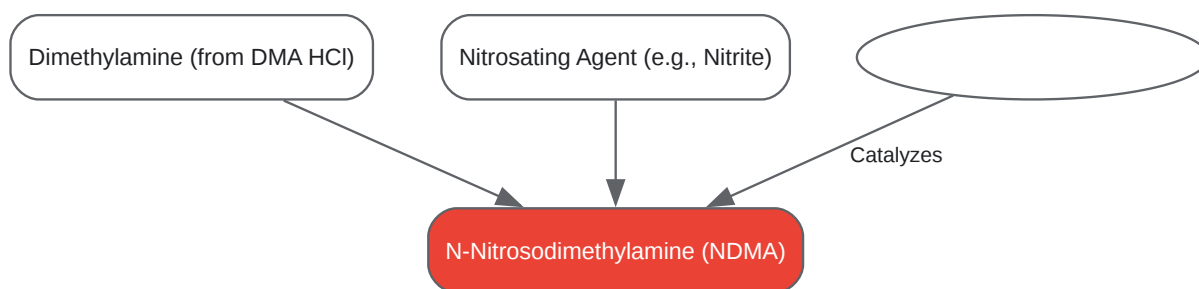 Dimethylamine (from DMA HCl)
Nitrosating Agent (e.g., Nitrite)
Catalyzes
N-Nitrosodimethylamine (NDMA)